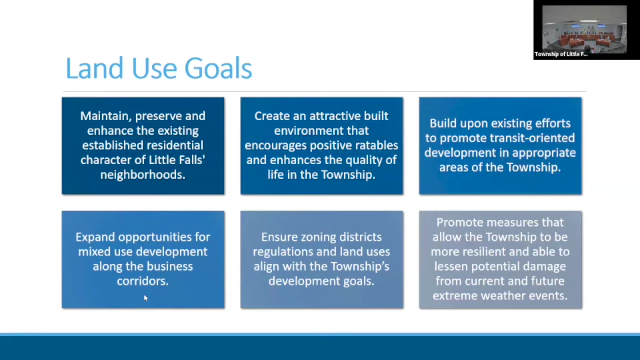 Township of Little F...
Land Use Goals
Maintain, preserve and
enhance the existing
established residential
character of Little Falls'
neighborhoods.
Create an attractive built
environment that
encourages positive ratables
and enhances the quality of
life in the Township.
Build upon existing efforts
to promote transit-oriented
development in appropriate
areas of the Township.
Expand opportunities for
mixed use development
along the business
corridors.
Ensure zoning districts
regulations and land uses
align with the Township's
development goals.
Promote measures that
allow the Township to be
more resilient and able to
lessen potential damage
from current and future
extreme weather events.